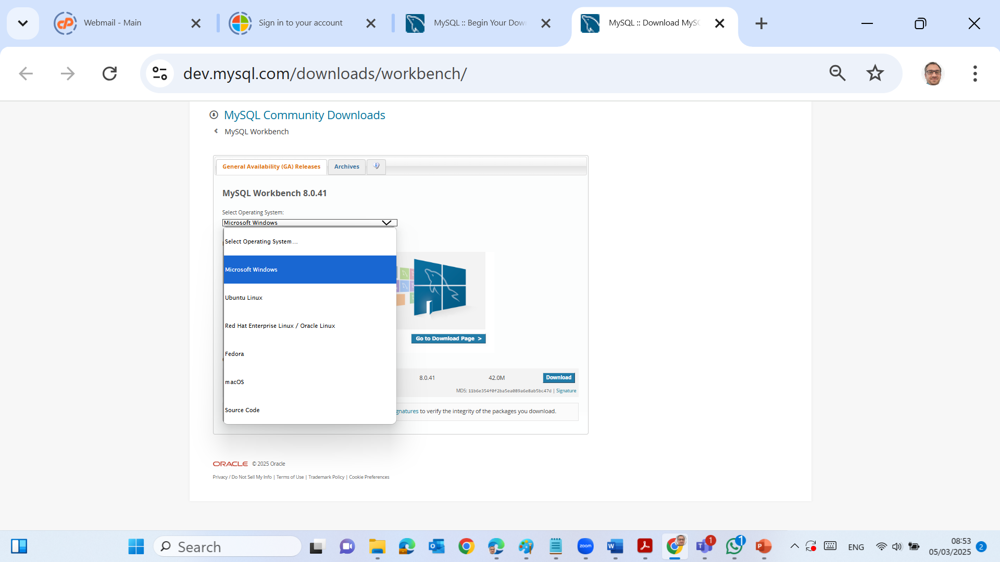 Webmail - Main
Sign in to your account
MySQL :: Begin Your Dow
MySQL :: Download MySQ
dev.mysql.com/downloads/workbench/
MySQL Community Downloads
MySQL Workbench
General Availability (GA) Releases
Archives
MySQL Workbench 8.0.41
Select Operating System:
Microsoft Windows
Select Operating System…
Microsoft Windows
Ubuntu Linux
Red Hat Enterprise Linux / Oracle Linux
Fedora
macOS
Source Code
Go to Download Page >
8.0.41 42.0M Download
MD5: 11b6e354f0f2ba5ea089a6e8ab5bc47d | Signature
gnatures to verify the integrity of the packages you download.
ORACLE © 2025 Oracle
Privacy / Do Not Sell My Info | Terms of Use | Trademark Policy | Cookie Preferences
Search
zoom
1
1
ENG
08:53
05/03/2025
2